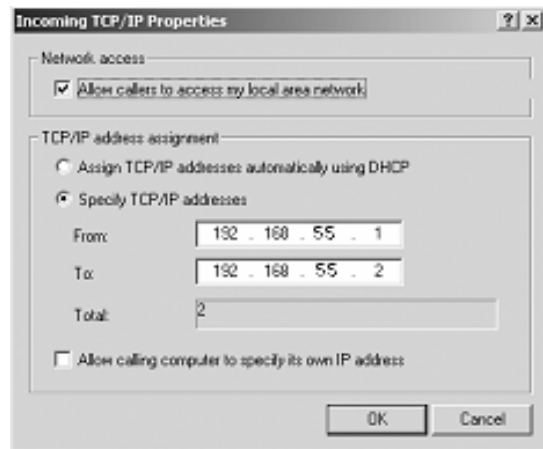 Incoming TCP/IP Properties
Network access
Allow callers to access my local area network
TCP/IP address assignment
Assign TCP/IP addresses automatically using DHCP
Specify TCP/IP addresses
From: 192 . 168 . 55 . 1
To: 192 . 168 . 55 . 2
Total: 2
Allow calling computer to specify its own IP address
OK Cancel